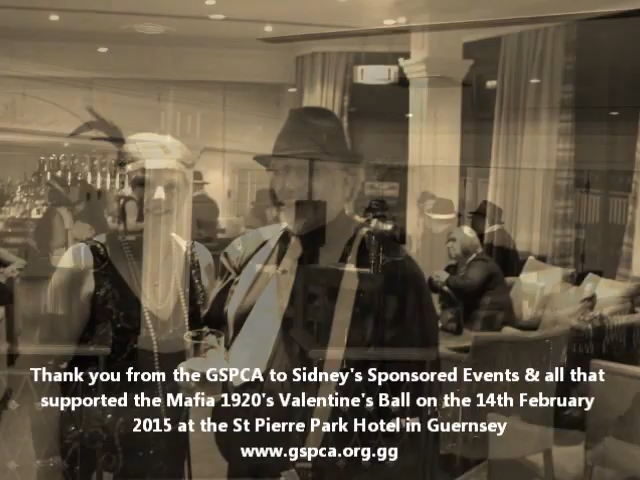 Thank you from the GSPCA to Sidney's Sponsored Events & all that
supported the Mafia 1920's Valentine's Ball on the 14th February
2015 at the St Pierre Park Hotel in Guernsey
www.gspca.org.gg